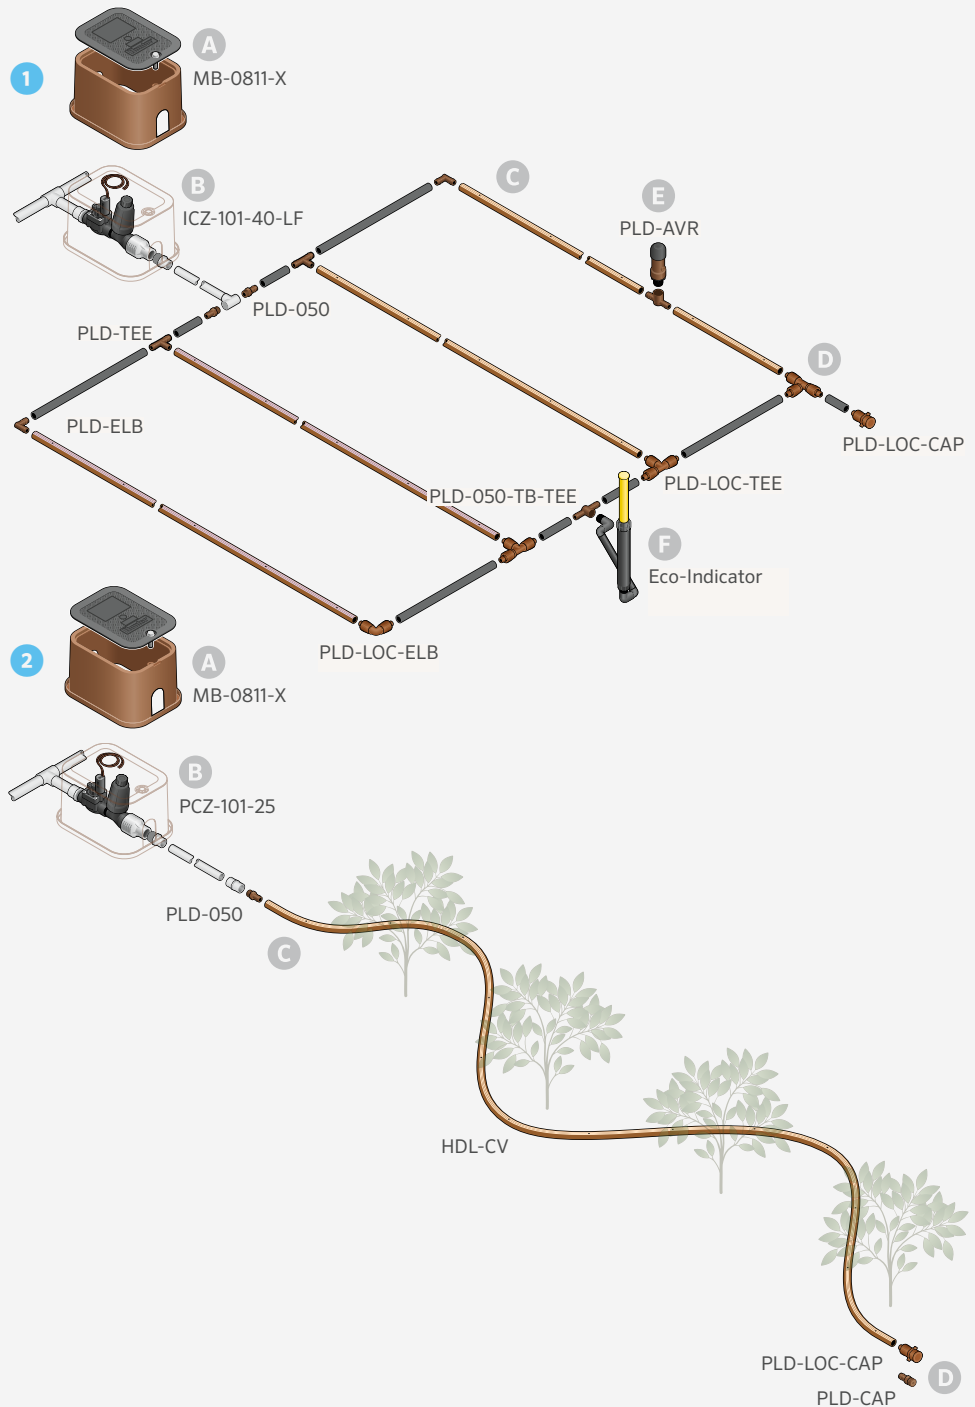 1
A
MB-0811-X
B
ICZ-101-40-LF
C
E
PLD-AVR
PLD-050
PLD-TEE
D
PLD-ELB
PLD-LOC-CAP
PLD-LOC-TEE
PLD-050-TB-TEE
F
Eco-Indicator
PLD-LOC-ELB
2
A
MB-0811-X
B
PCZ-101-25
PLD-050
C
HDL-CV
PLD-LOC-CAP
D
PLD-CAP